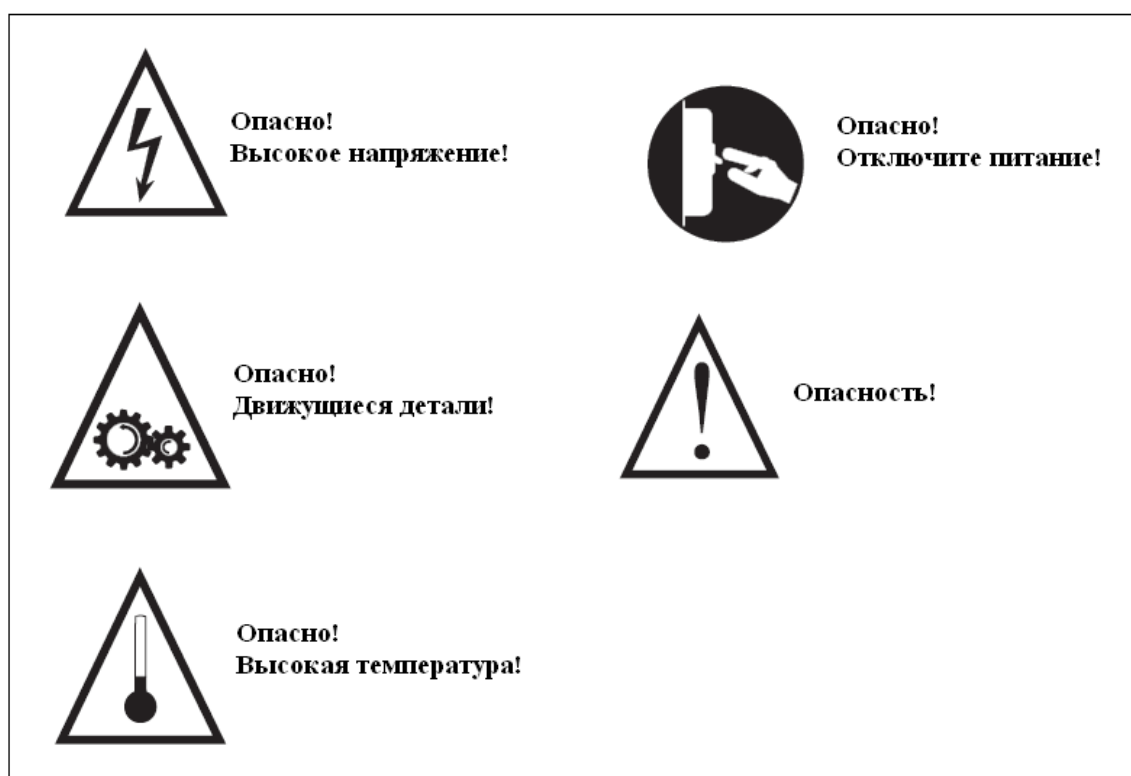 Опасно!
Высокое напряжение!
Опасно!
Отключите питание!
Опасно!
Движущиеся детали!
Опасность!
Опасно!
Высокая температура!